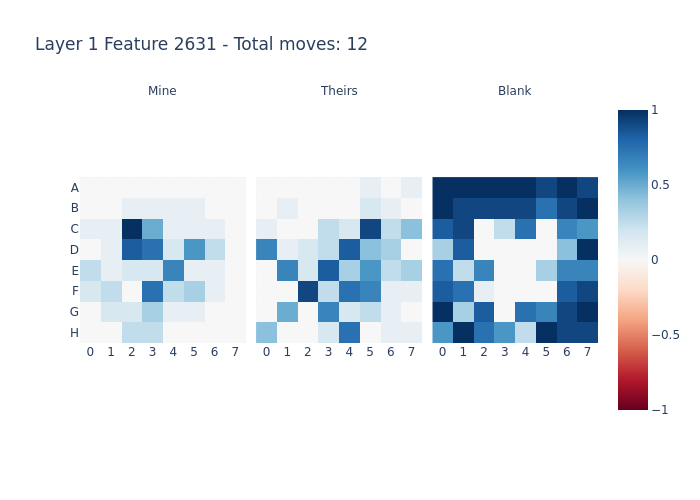 Layer 1 Feature 2631 - Total moves: 12
Mine
Theirs
Blank
A
B
C
D
E
F
G
H
0 1 2 3 4 5 6 7
0 1 2 3 4 5 6 7
0 1 2 3 4 5 6 7
1
0.5
0
−0.5
−1